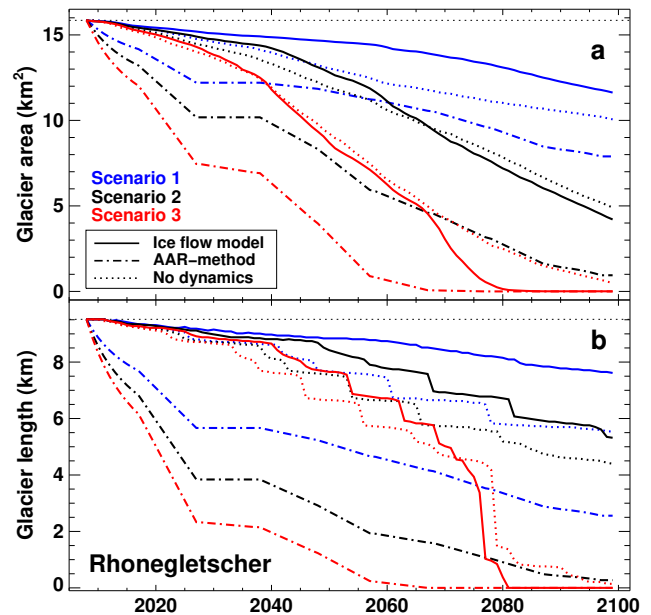 a
Glacier area (km²)
15
10
5
0
Scenario 1
Scenario 2
Scenario 3
Ice flow model
AAR−method
No dynamics
b
Glacier length (km)
8
6
4
2
0
Rhonegletscher
2020 2040 2060 2080 2100